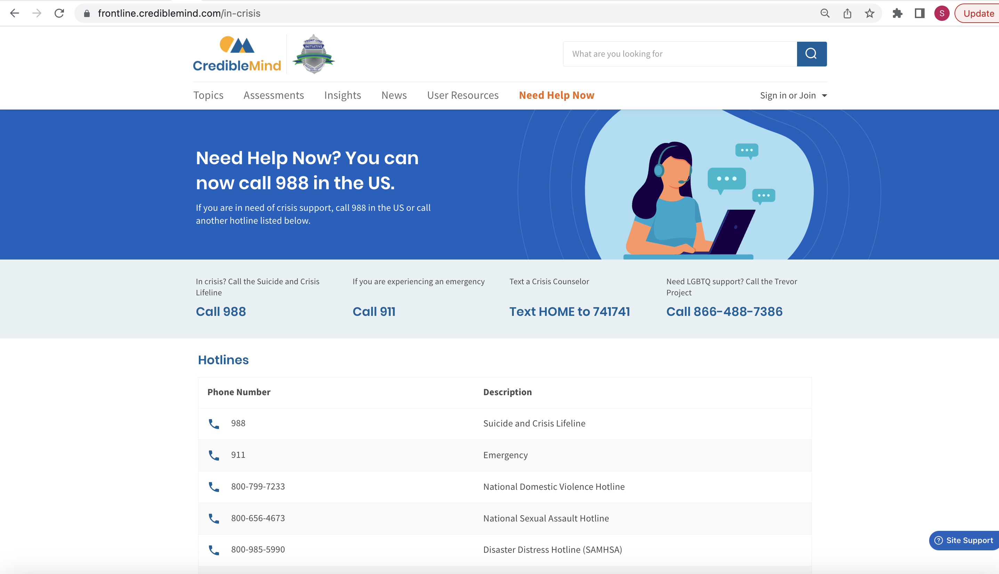 frontline.crediblemind.com/in-crisis
S
Update
CredibleMind
FRONT LINE
INITIATIVE
RECOVERY THROUGH
SERVICE
What are you looking for
Topics
Assessments
Insights
News
User Resources
Need Help Now
Sign in or Join
Need Help Now? You can
now call 988 in the US.
If you are in need of crisis support, call 988 in the US or call
another hotline listed below.
In crisis? Call the Suicide and Crisis
Lifeline
Call 988
If you are experiencing an emergency
Call 911
Text a Crisis Counselor
Text HOME to 741741
Need LGBTQ support? Call the Trevor
Project
Call 866-488-7386
Hotlines
Phone Number Description
988 Suicide and Crisis Lifeline
911 Emergency
800-799-7233 National Domestic Violence Hotline
800-656-4673 National Sexual Assault Hotline
800-985-5990 Disaster Distress Hotline (SAMHSA)
? Site Support